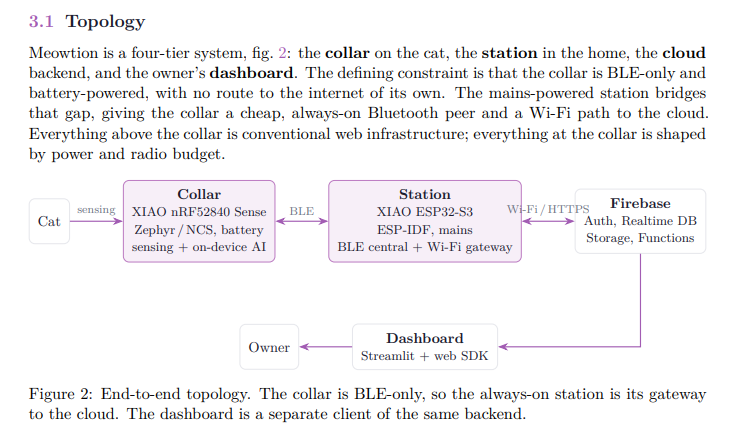 3.1 Topology
Meowtion is a four-tier system, fig. 2: the collar on the cat, the station in the home, the cloud
backend, and the owner's dashboard. The defining constraint is that the collar is BLE-only and
battery-powered, with no route to the internet of its own. The mains-powered station bridges
that gap, giving the collar a cheap, always-on Bluetooth peer and a Wi-Fi path to the cloud.
Everything above the collar is conventional web infrastructure; everything at the collar is shaped
by power and radio budget.
Cat
sensing
Collar
XIAO nRF52840 Sense
Zephyr / NCS, battery
sensing + on-device AI
BLE
Station
XIAO ESP32-S3
ESP-IDF, mains
BLE central + Wi-Fi gateway
Wi-Fi / HTTPS
Firebase
Auth, Realtime DB
Storage, Functions
Owner
Dashboard
Streamlit + web SDK
Figure 2: End-to-end topology. The collar is BLE-only, so the always-on station is its gateway
to the cloud. The dashboard is a separate client of the same backend.